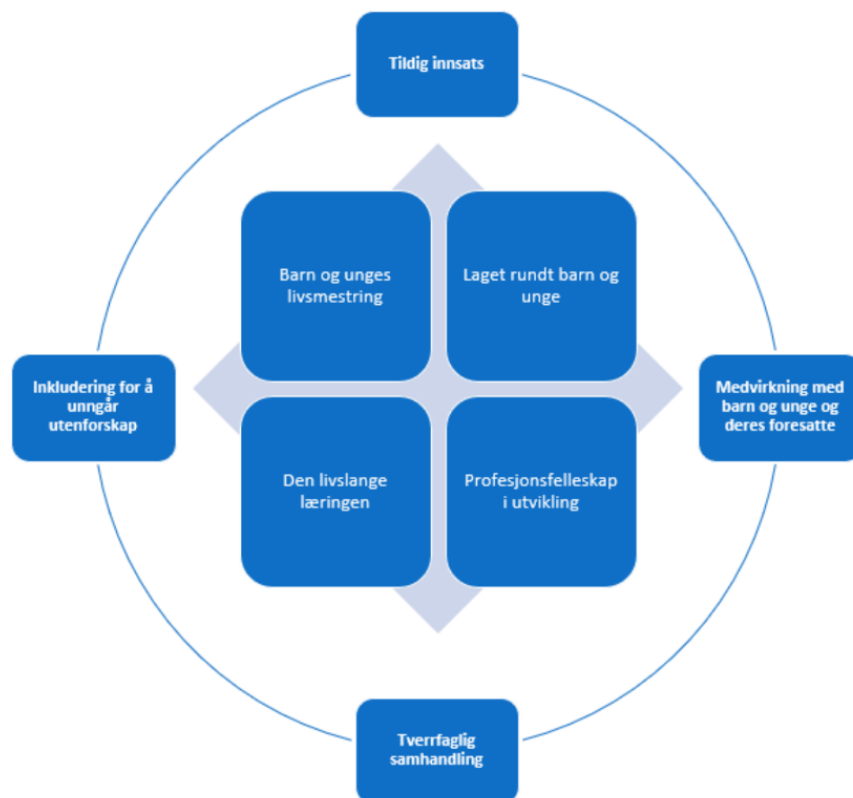 Tildig innsats
Barn og unges
livsmestring
Laget rundt barn og
unge
Inkludering for å
unngår
utenforskap
Medvirkning med
barn og unge og
deres foresatte
Den livslange
læringen
Profesjonsfelleskap
i utvikling
Tverrfaglig
samhandling